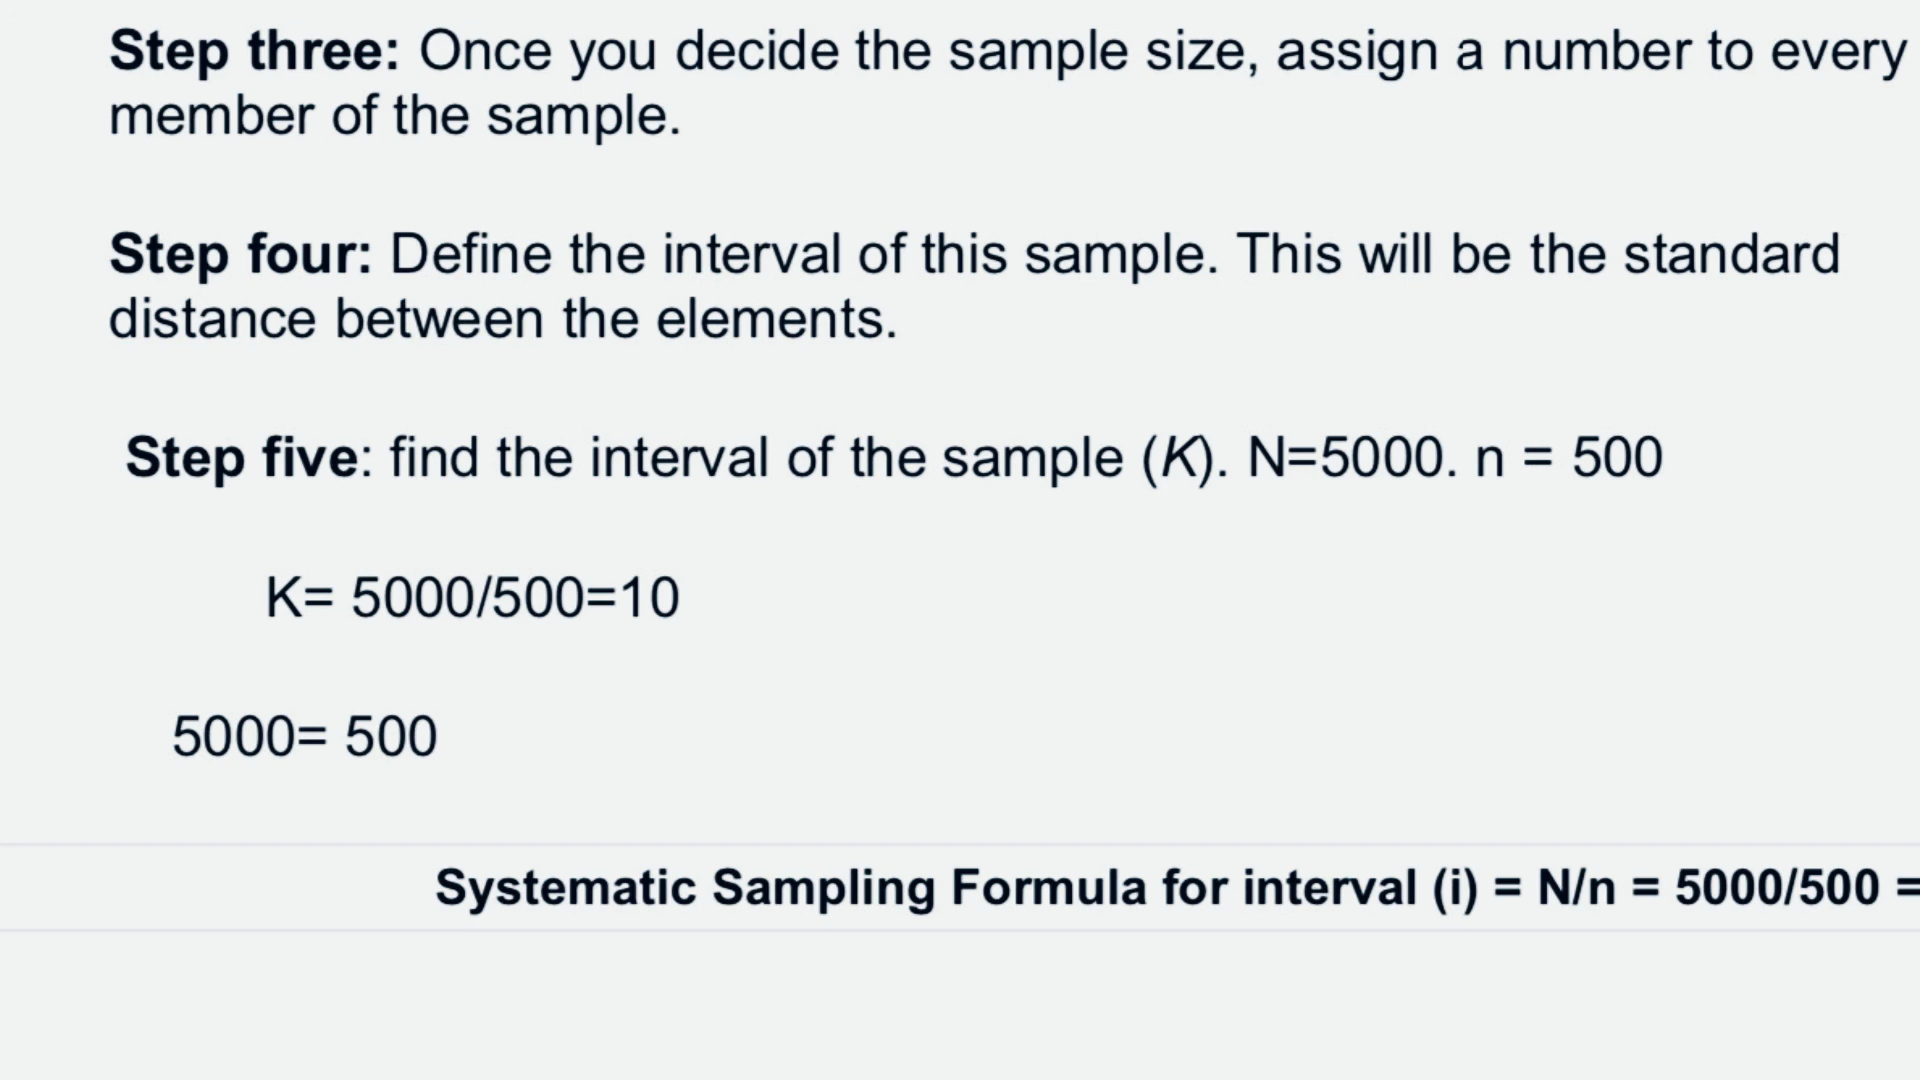 Step three: Once you decide the sample size, assign a number to every
member of the sample.
Step four: Define the interval of this sample. This will be the standard
distance between the elements.
Step five: find the interval of the sample (K). N=5000. n = 500
K= 5000/500=10
5000= 500
Systematic Sampling Formula for interval (i) = N/n = 5000/500 =